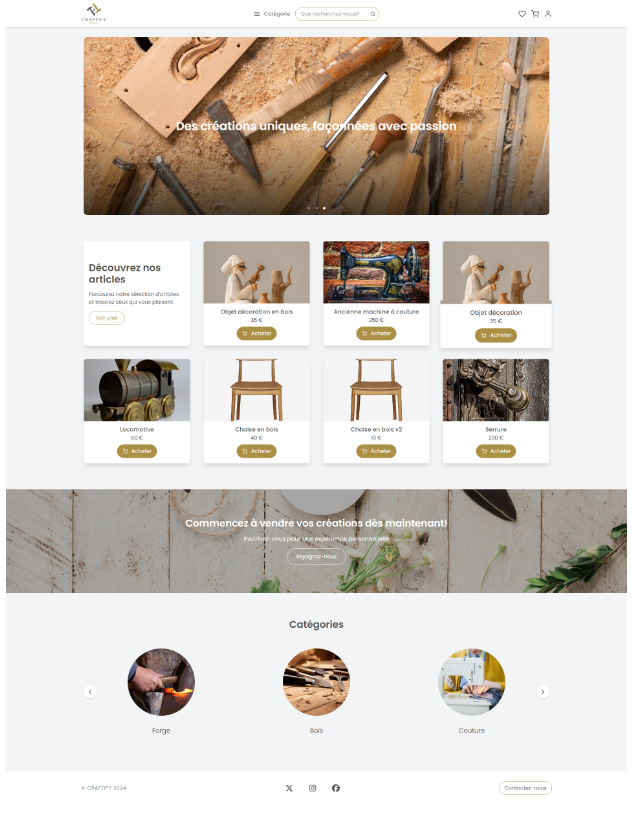 CRAFTIFY
Catégorie
Que recherchez-vous?
Des créations uniques, façonnées avec passion
Découvrez nos
articles
Parcourez notre sélection d'articles
et trouvez ceux qui vous plaisent.
Voir plus
Objet décoration en bois
35 €
Acheter
Ancienne machine à couture
250 €
Acheter
Objet décoration
35 €
Acheter
Locomotive
60 €
Acheter
Chaise en bois
40 €
Acheter
Chaise en bois v2
10 €
Acheter
Serrure
200 €
Acheter
Commencez à vendre vos créations dès maintenant!
Inscrivez-vous pour une expérience personnalisée
Rejoignez-nous
Catégories
Forge
Bois
Couture
© CRAFTIFY 2024
Contactez-nous